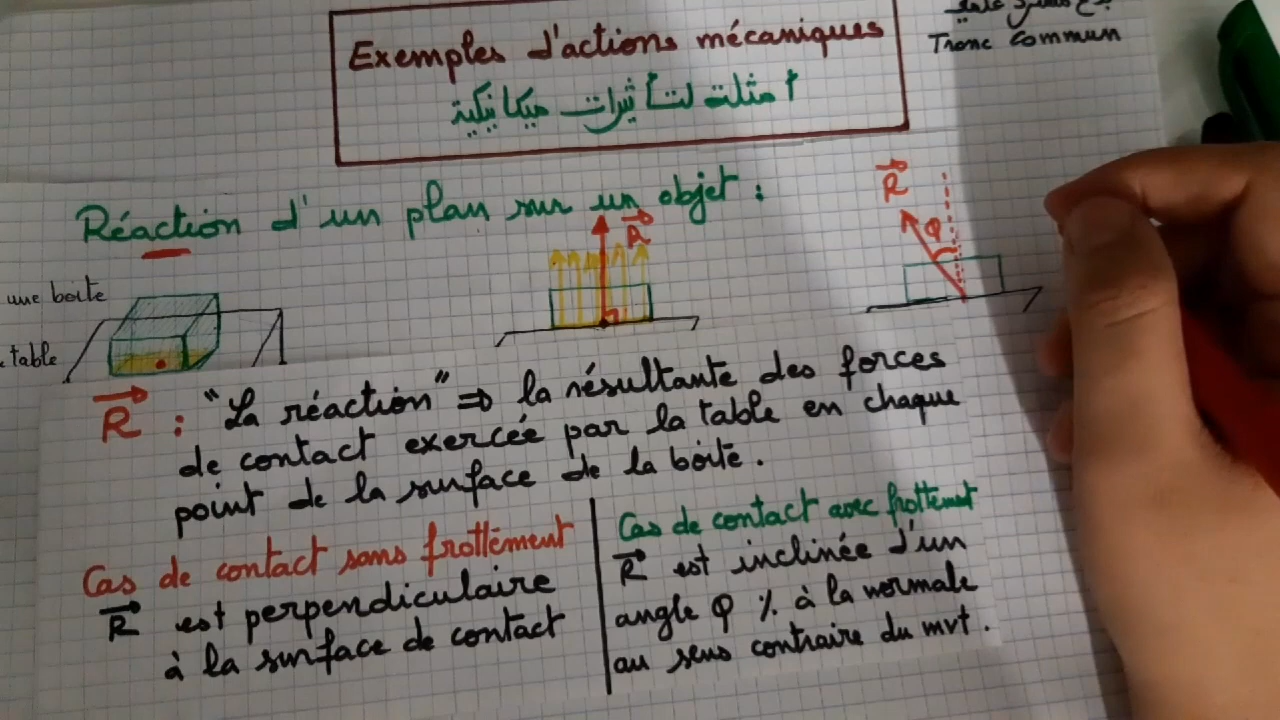 Exemples d'actions mécaniques
أمثلة لتأثيرات ميكانيكية
Tronc Commun
Réaction d'un plan sur un objet :
une boite
table
R
R
φ
R : "La réaction" ⇒ la résultante des forces
de contact exercée par la table en chaque
point de la surface de la boite.
Cas de contact sans frottement
R est perpendiculaire
à la surface de contact
Cas de contact avec frottement
R est inclinée d'un
angle φ % à la normale
au sens contraire du mvt.